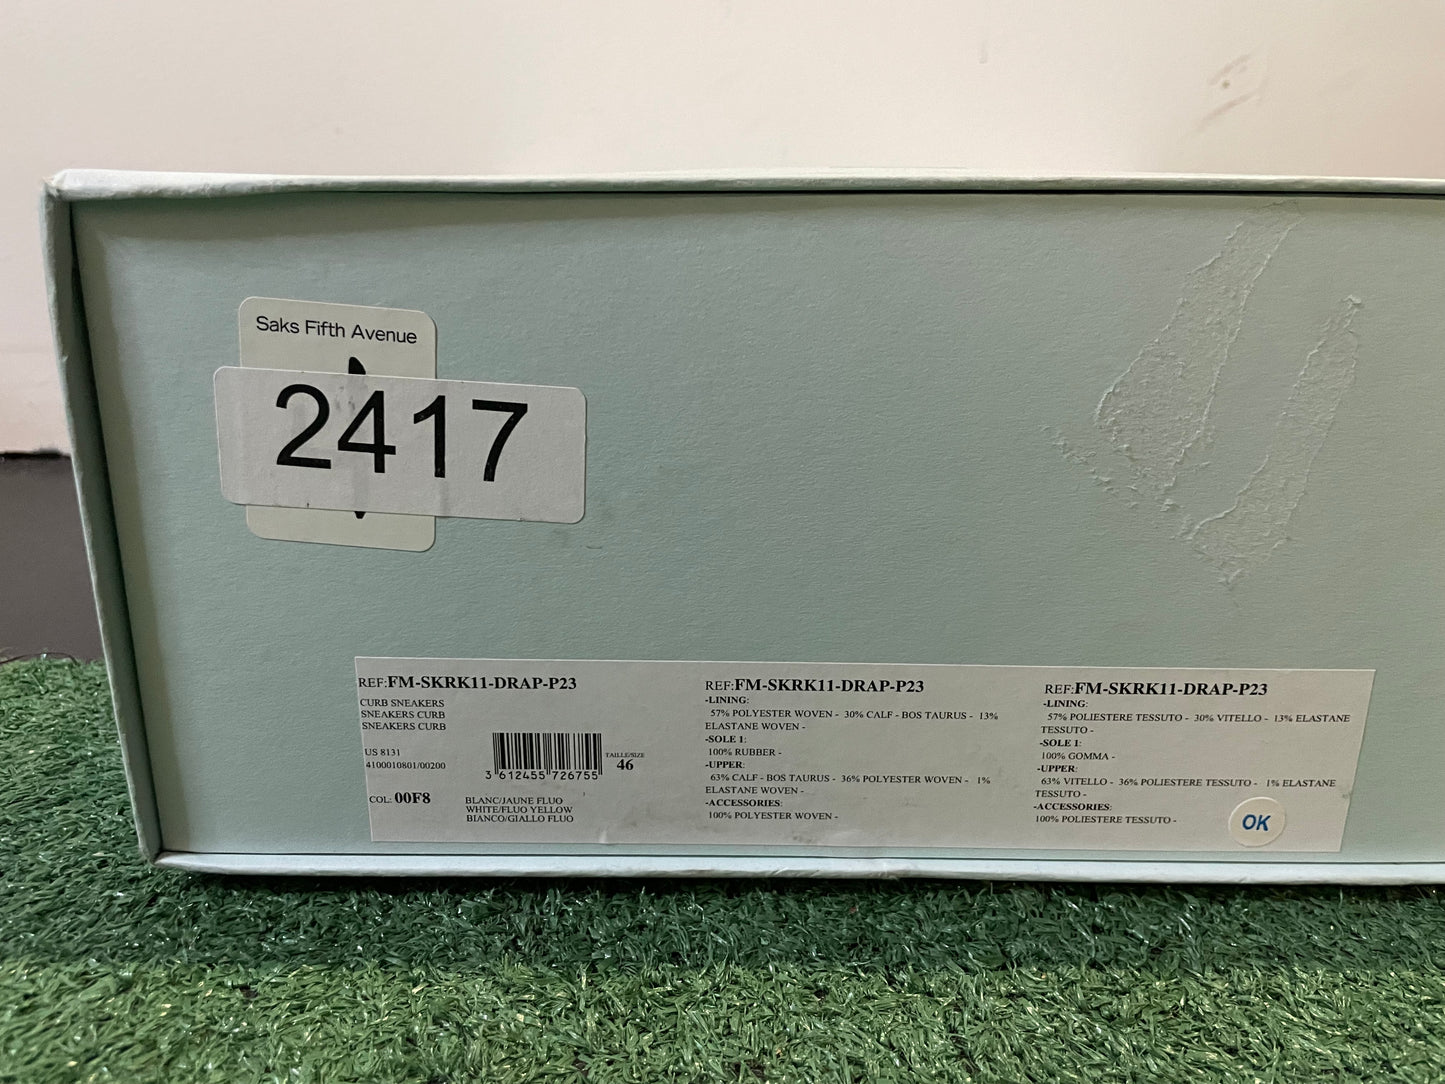 Saks Fifth Avenue
2417
REF:FM-SKRK11-DRAP-P23
CURB SNEAKERS
SNEAKERS CURB
SNEAKERS CURB
US 8131
4100010801/00200
3 612455 726755
TAILLE/SIZE
46
COL: 00F8
BLANC/JAUNE FLUO
WHITE/FLUO YELLOW
BIANCO/GIALLO FLUO
REF:FM-SKRK11-DRAP-P23
-LINING:
57% POLYESTER WOVEN - 30% CALF - BOS TAURUS - 13%
ELASTANE WOVEN -
-SOLE 1:
100% RUBBER -
-UPPER:
63% CALF - BOS TAURUS - 36% POLYESTER WOVEN - 1%
ELASTANE WOVEN -
-ACCESSORIES:
100% POLYESTER WOVEN -
REF:FM-SKRK11-DRAP-P23
-LINING:
57% POLIESTERE TESSUTO - 30% VITELLO - 13% ELASTANE
TESSUTO -
-SOLE 1:
100% GOMMA -
-UPPER:
63% VITELLO - 36% POLIESTERE TESSUTO - 1% ELASTANE
TESSUTO -
-ACCESSORIES:
100% POLIESTERE TESSUTO -
OK